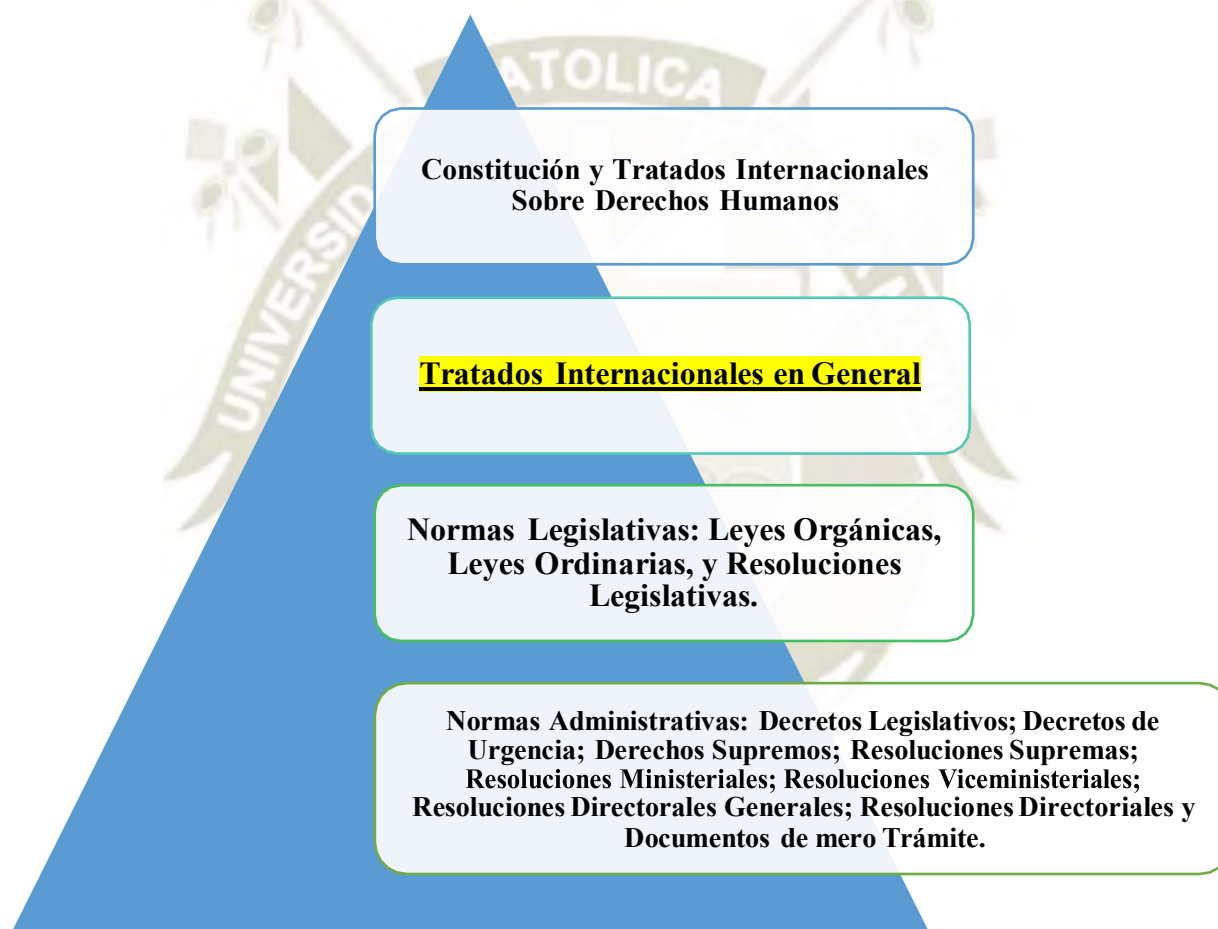 CATOLICA
UNIVERSID
Constitución y Tratados Internacionales
Sobre Derechos Humanos
Tratados Internacionales en General
Normas Legislativas: Leyes Orgánicas,
Leyes Ordinarias, y Resoluciones
Legislativas.
Normas Administrativas: Decretos Legislativos; Decretos de
Urgencia; Derechos Supremos; Resoluciones Supremas;
Resoluciones Ministeriales; Resoluciones Viceministeriales;
Resoluciones Directorales Generales; Resoluciones Directoriales y
Documentos de mero Trámite.